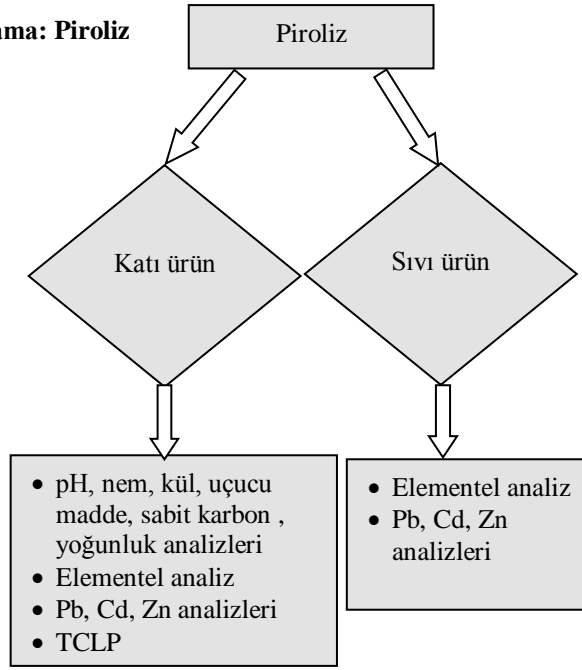 ama: Piroliz
Piroliz
Katı ürün
Sıvı ürün
• pH, nem, kül, uçucu
madde, sabit karbon ,
yoğunluk analizleri
• Elementel analiz
• Pb, Cd, Zn analizleri
• TCLP
• Elementel analiz
• Pb, Cd, Zn
analizleri